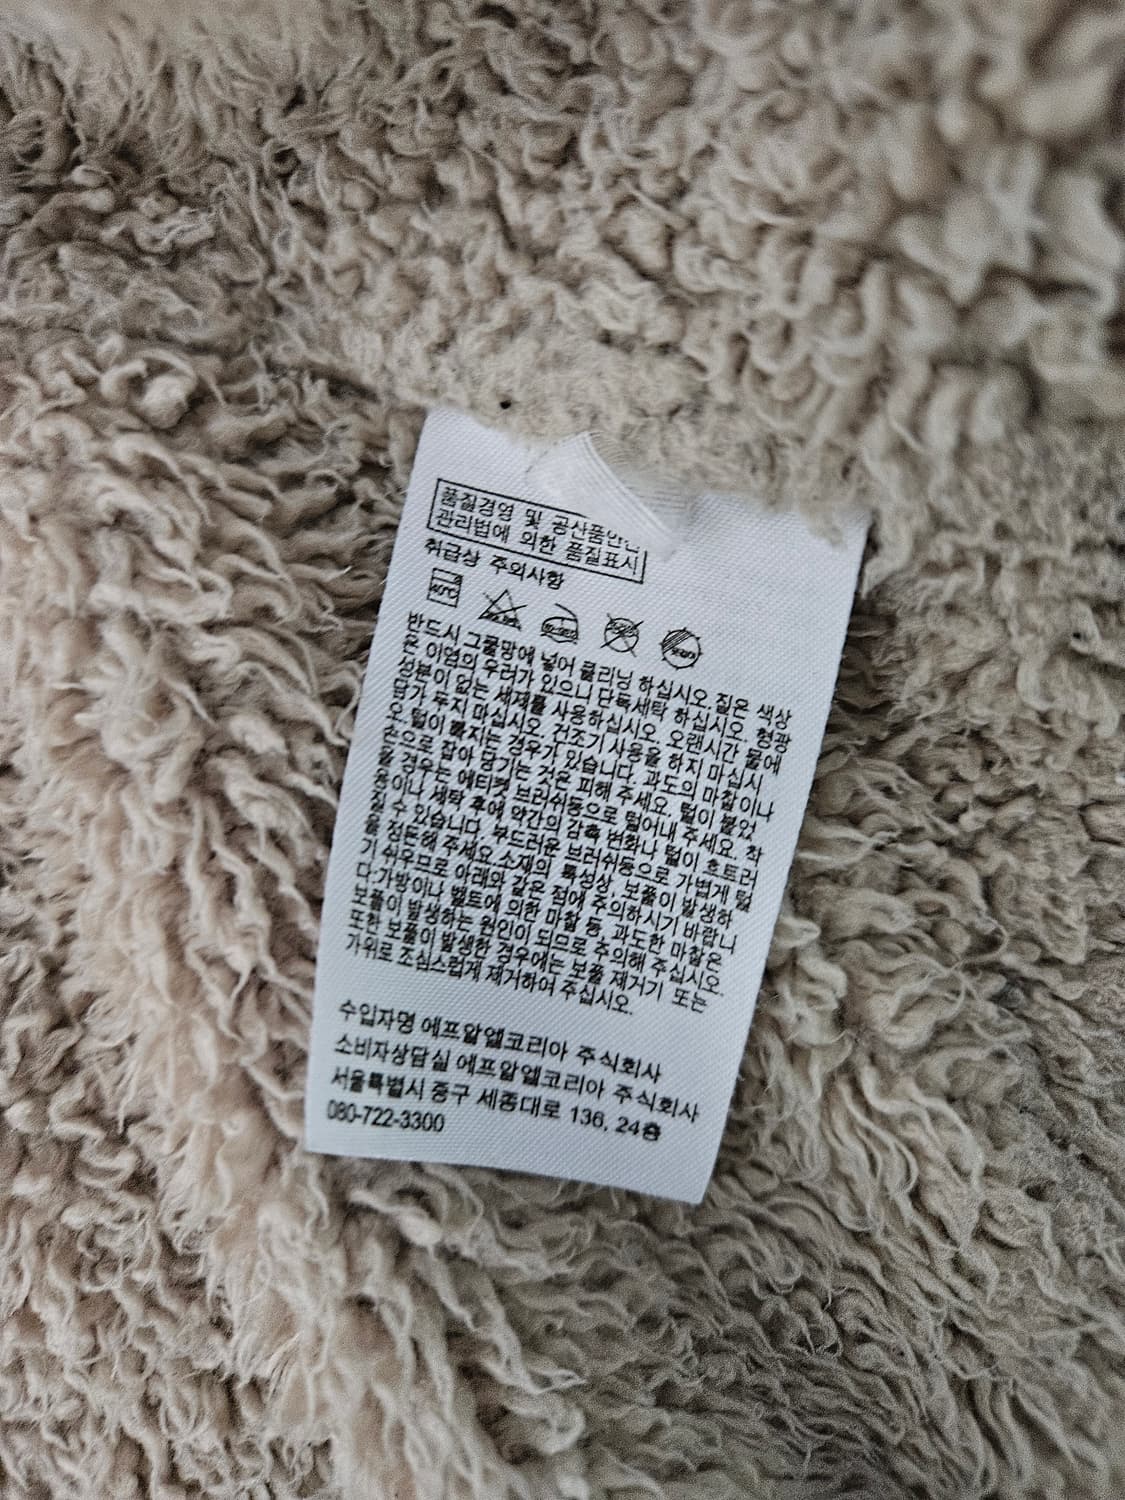 품질경영 및 공산품안전
관리법에 의한 품질표시
취급상 주의사항
40℃
반드시 그물망에 넣어 클리닝 하십시오. 짙은 색상
은 이염의 우려가 있으니 단독세탁 하십시오. 형광
성분이 없는 세제를 사용하십시오. 오랜시간 물에
담가 두지 마십시오. 건조기 사용을 하지 마십시
오. 털이 빠지는 경우가 있습니다. 과도의 마찰이나
손으로 잡아 당기는 것은 피해 주세요. 털이 붙었
을 경우는 에티켓 브러쉬등으로 털어내 주세요. 착
용이나 세탁 후에 약간의 감촉 변화나 털이 흐트러
질 수 있습니다. 부드러운 브러쉬등으로 가볍게 털
을 정돈해 주세요. 소재의 특성상, 보풀이 발생하
기 쉬우므로 아래와 같은 점에 주의하시기 바랍니
다.가방이나 벨트에 의한 마찰 등, 과도한 마찰은
보풀이 발생하는 원인이 되므로 주의해 주십시오.
또한 보풀이 발생한 경우에는 보풀 제거기 또는
가위로 조심스럽게 제거하여 주십시오.
수입자명 에프알엘코리아 주식회사
소비자상담실 에프알엘코리아 주식회사
서울특별시 중구 세종대로 136, 24층
080-722-3300